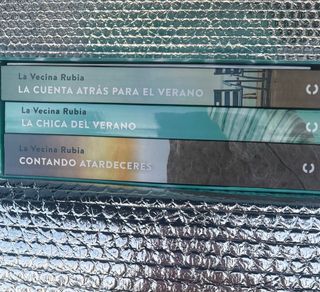 La Vecina Rubia
LA CUENTA ATRÁS PARA EL VERANO
La Vecina Rubia
LA CHICA DEL VERANO
La Vecina Rubia
CONTANDO ATARDECERES